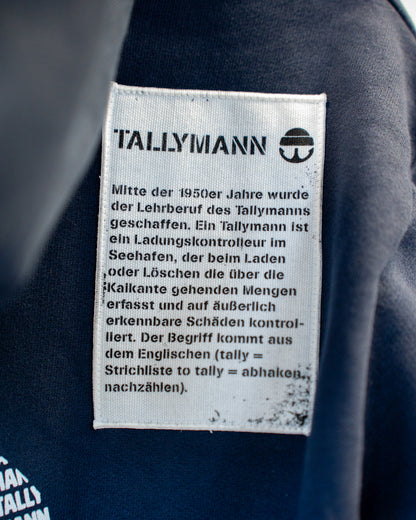 TALLYMANN
Mitte der 1950er Jahre wurde
der Lehrberuf des Tallymanns
geschaffen. Ein Tallymann ist
ein Ladungskontrolleur im
Seehafen, der beim Laden
oder Löschen die über die
Kaikante gehenden Mengen
erfasst und auf äußerlich
erkennbare Schäden kontrol-
liert. Der Begriff kommt aus
dem Englischen (tally =
Strichliste to tally = abhaken,
nachzählen).
TALLY
MANN